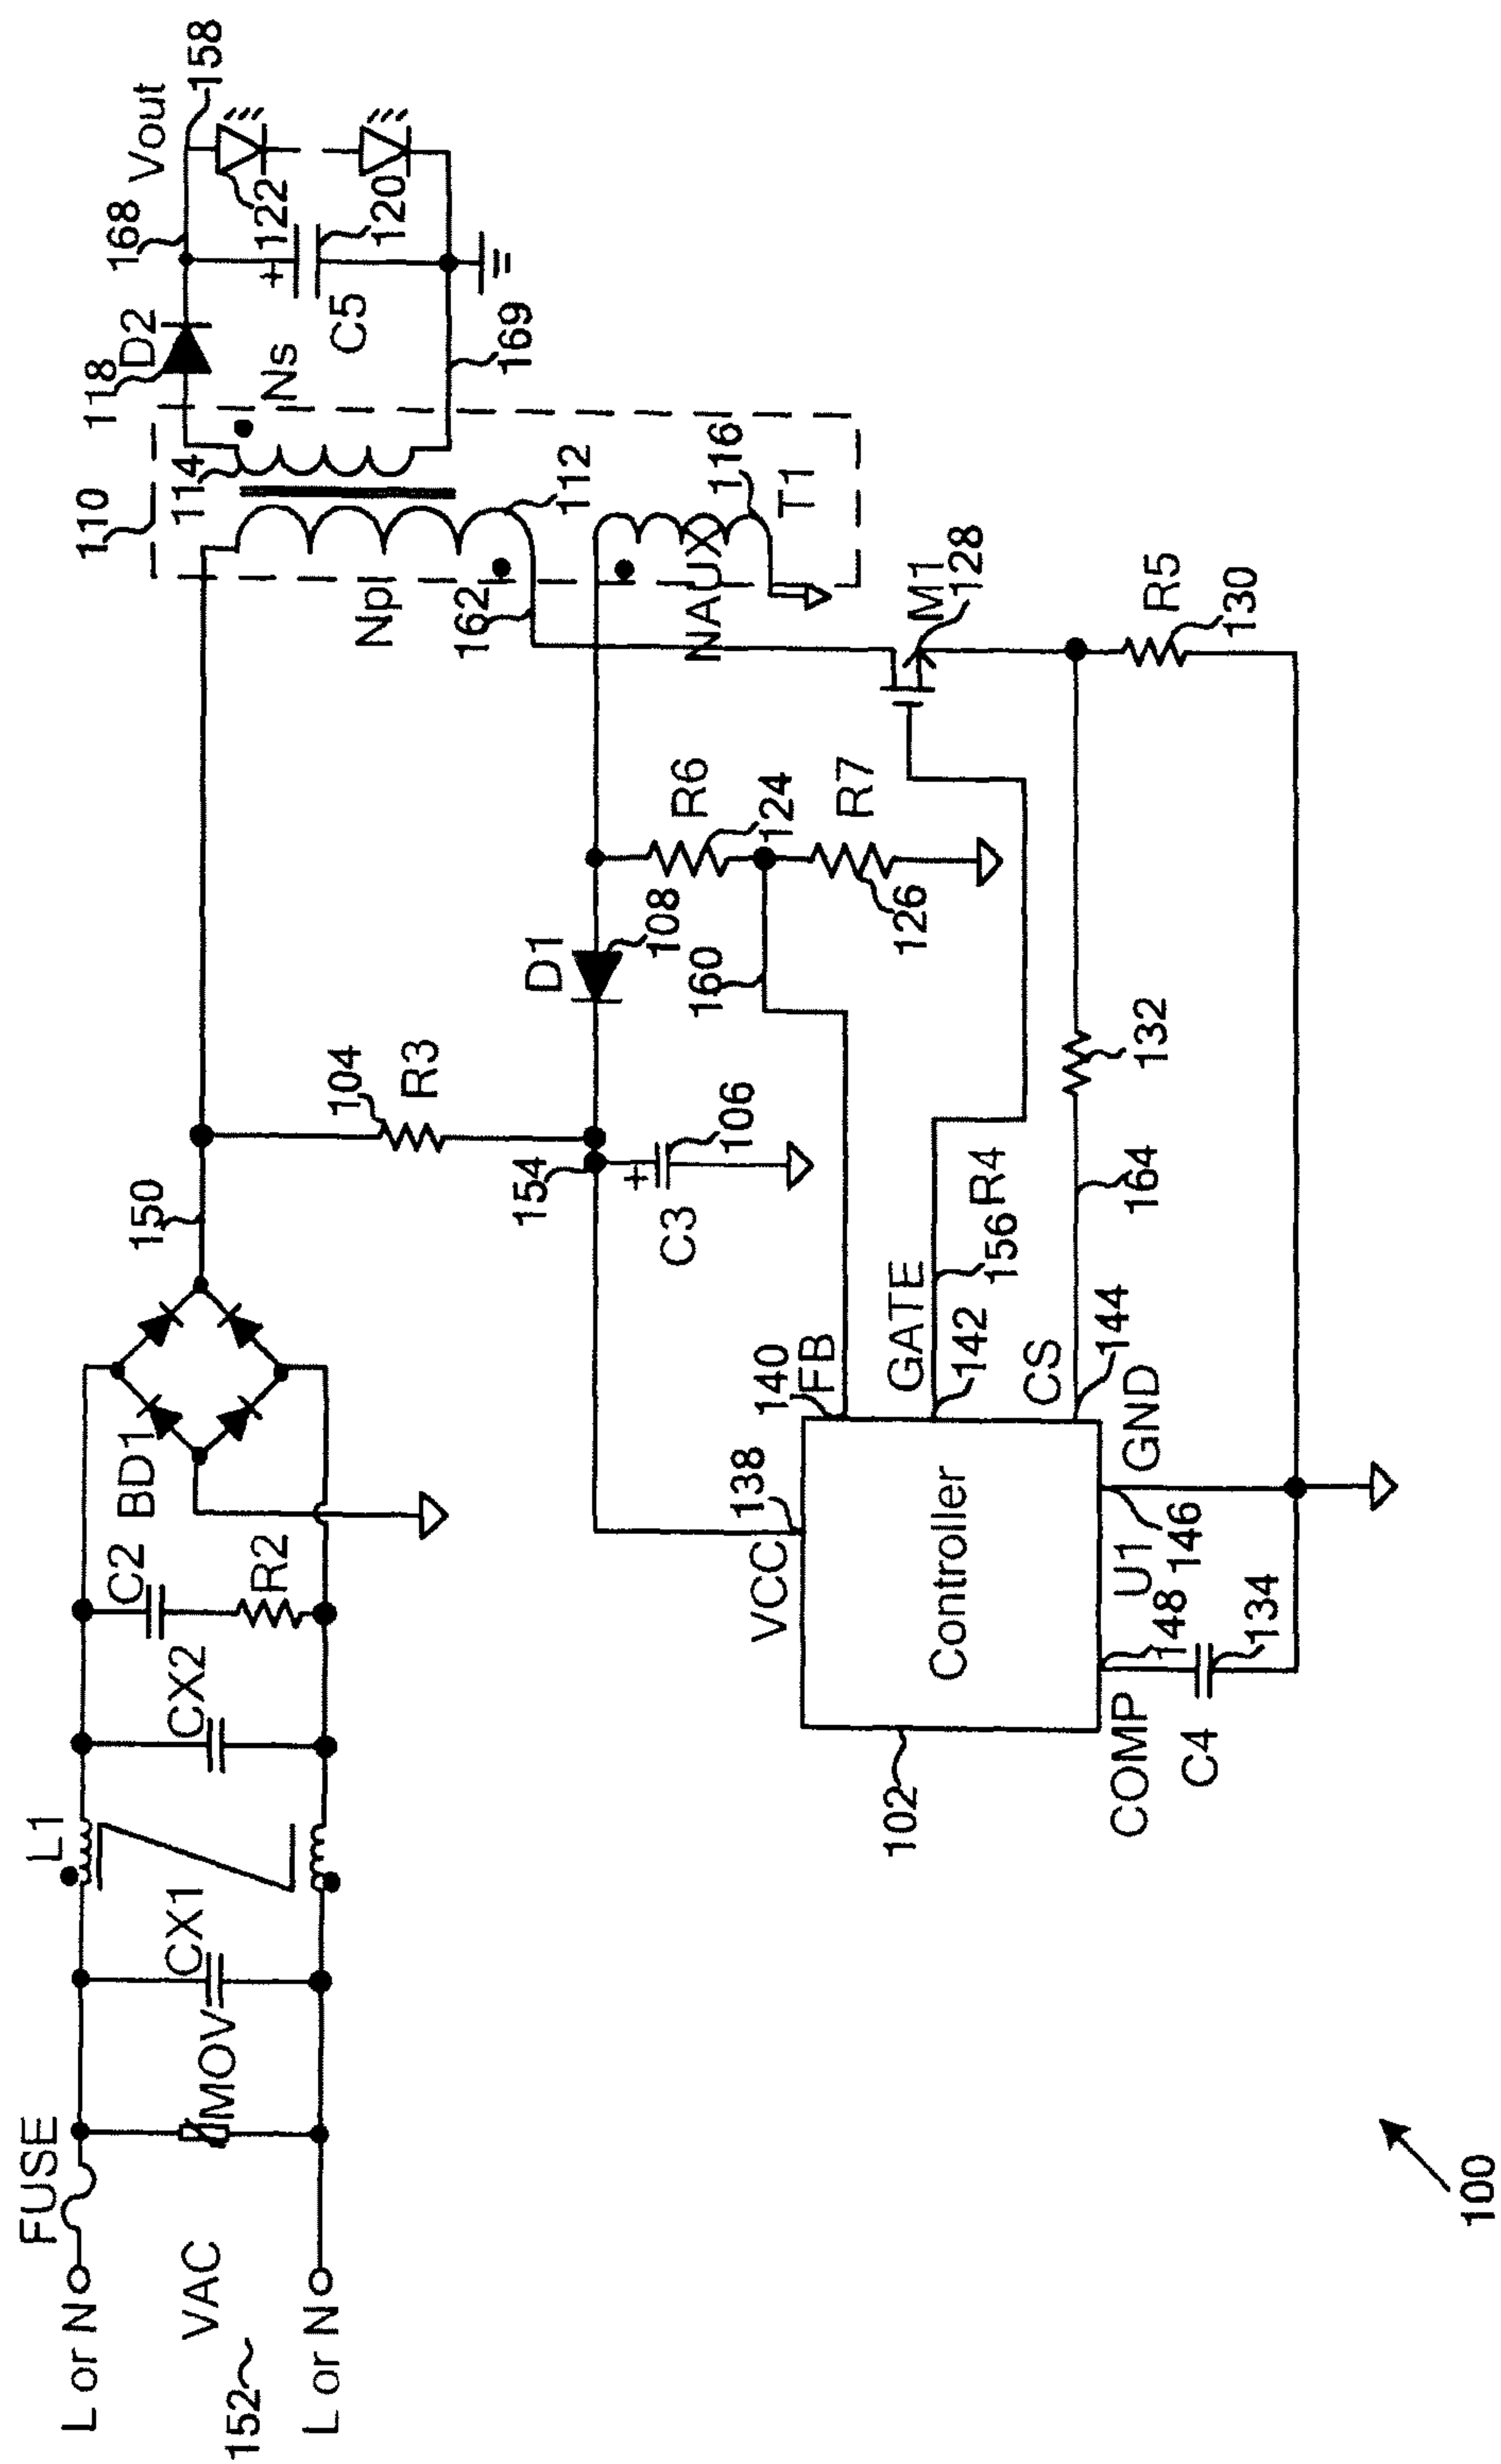 FUSE
L or N
VAC
152
L or N
MOV
CX1
L1
CX2
C2
R2
BD1
150
104
R3
154
C3
106
D1
108
R6
124
R7
126
160
110
114
Np
162
112
NAUX
116
T1
118
D2
Ns
168
Vout
158
122
120
C5
169
M1
128
R5
130
132
164
R4
156
GATE
142
140
FB
CS
144
GND
146
138
VCC
Controller
U1
148
COMP
134
C4
102
100